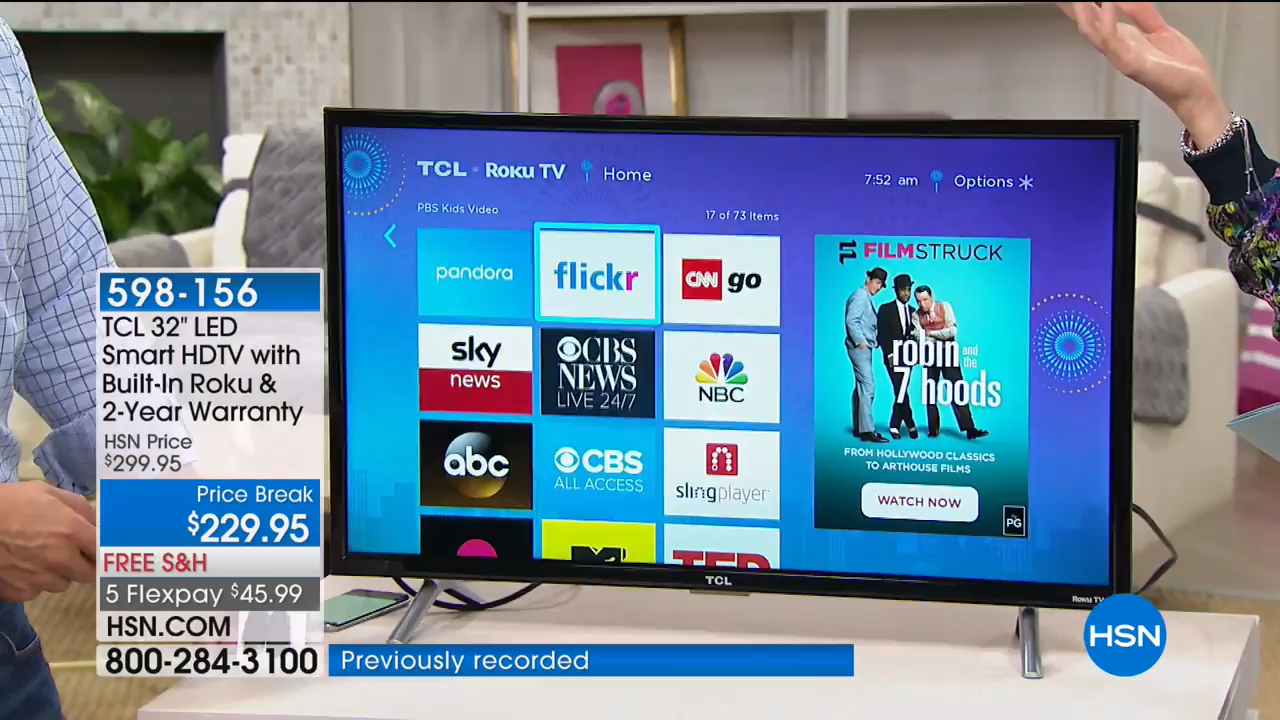 598-156
TCL 32" LED
Smart HDTV with
Built-In Roku &
2-Year Warranty
HSN Price
$299.95
Price Break
$229.95
FREE S&H
5 Flexpay $45.99
HSN.COM
800-284-3100
Previously recorded
HSN
TCL • Roku TV
Home
7:52 am
Options
PBS Kids Video
17 of 73 Items
pandora
flickr
CNN go
sky
news
CBS
NEWS
LIVE 24/7
NBC
abc
CBS
ALL ACCESS
slingplayer
TED
FILMSTRUCK
robin and the
7 hoods
FROM HOLLYWOOD CLASSICS
TO ARTHOUSE FILMS
WATCH NOW
PG
TCL
Roku TV